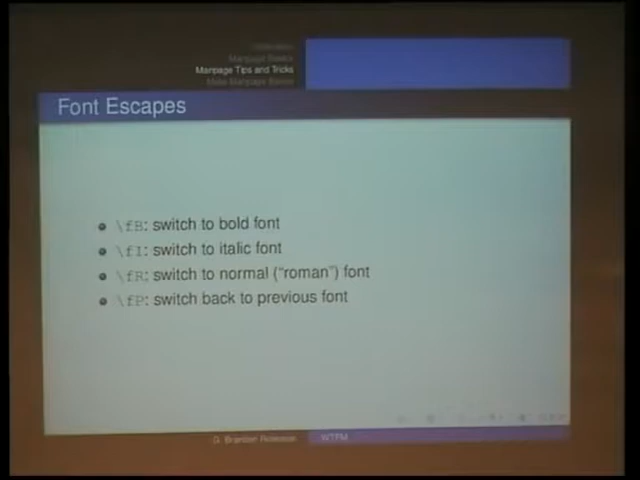 Manpage Tips and Tricks
Font Escapes
\fB: switch to bold font
\fI: switch to italic font
\fR: switch to normal ("roman") font
\fP: switch back to previous font
WTFM